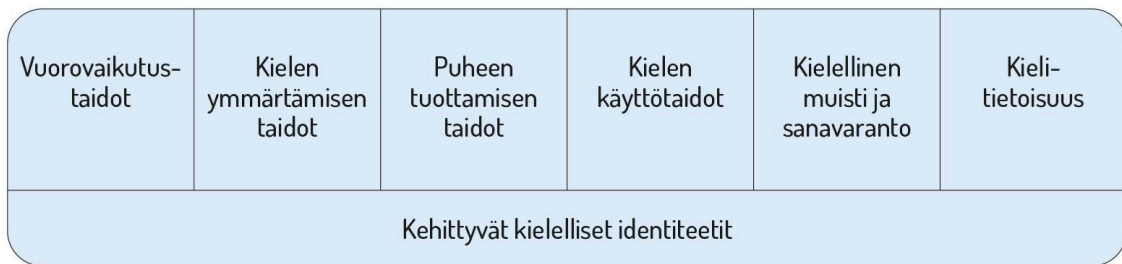 Vuorovaikutus-
taidot
Kielen
ymmärtämisen
taidot
Puheen
tuottamisen
taidot
Kielen
käyttötaidot
Kielellinen
muisti ja
sanavaranto
Kieli-
tietoisuus
Kehittyvät kielelliset identiteetit